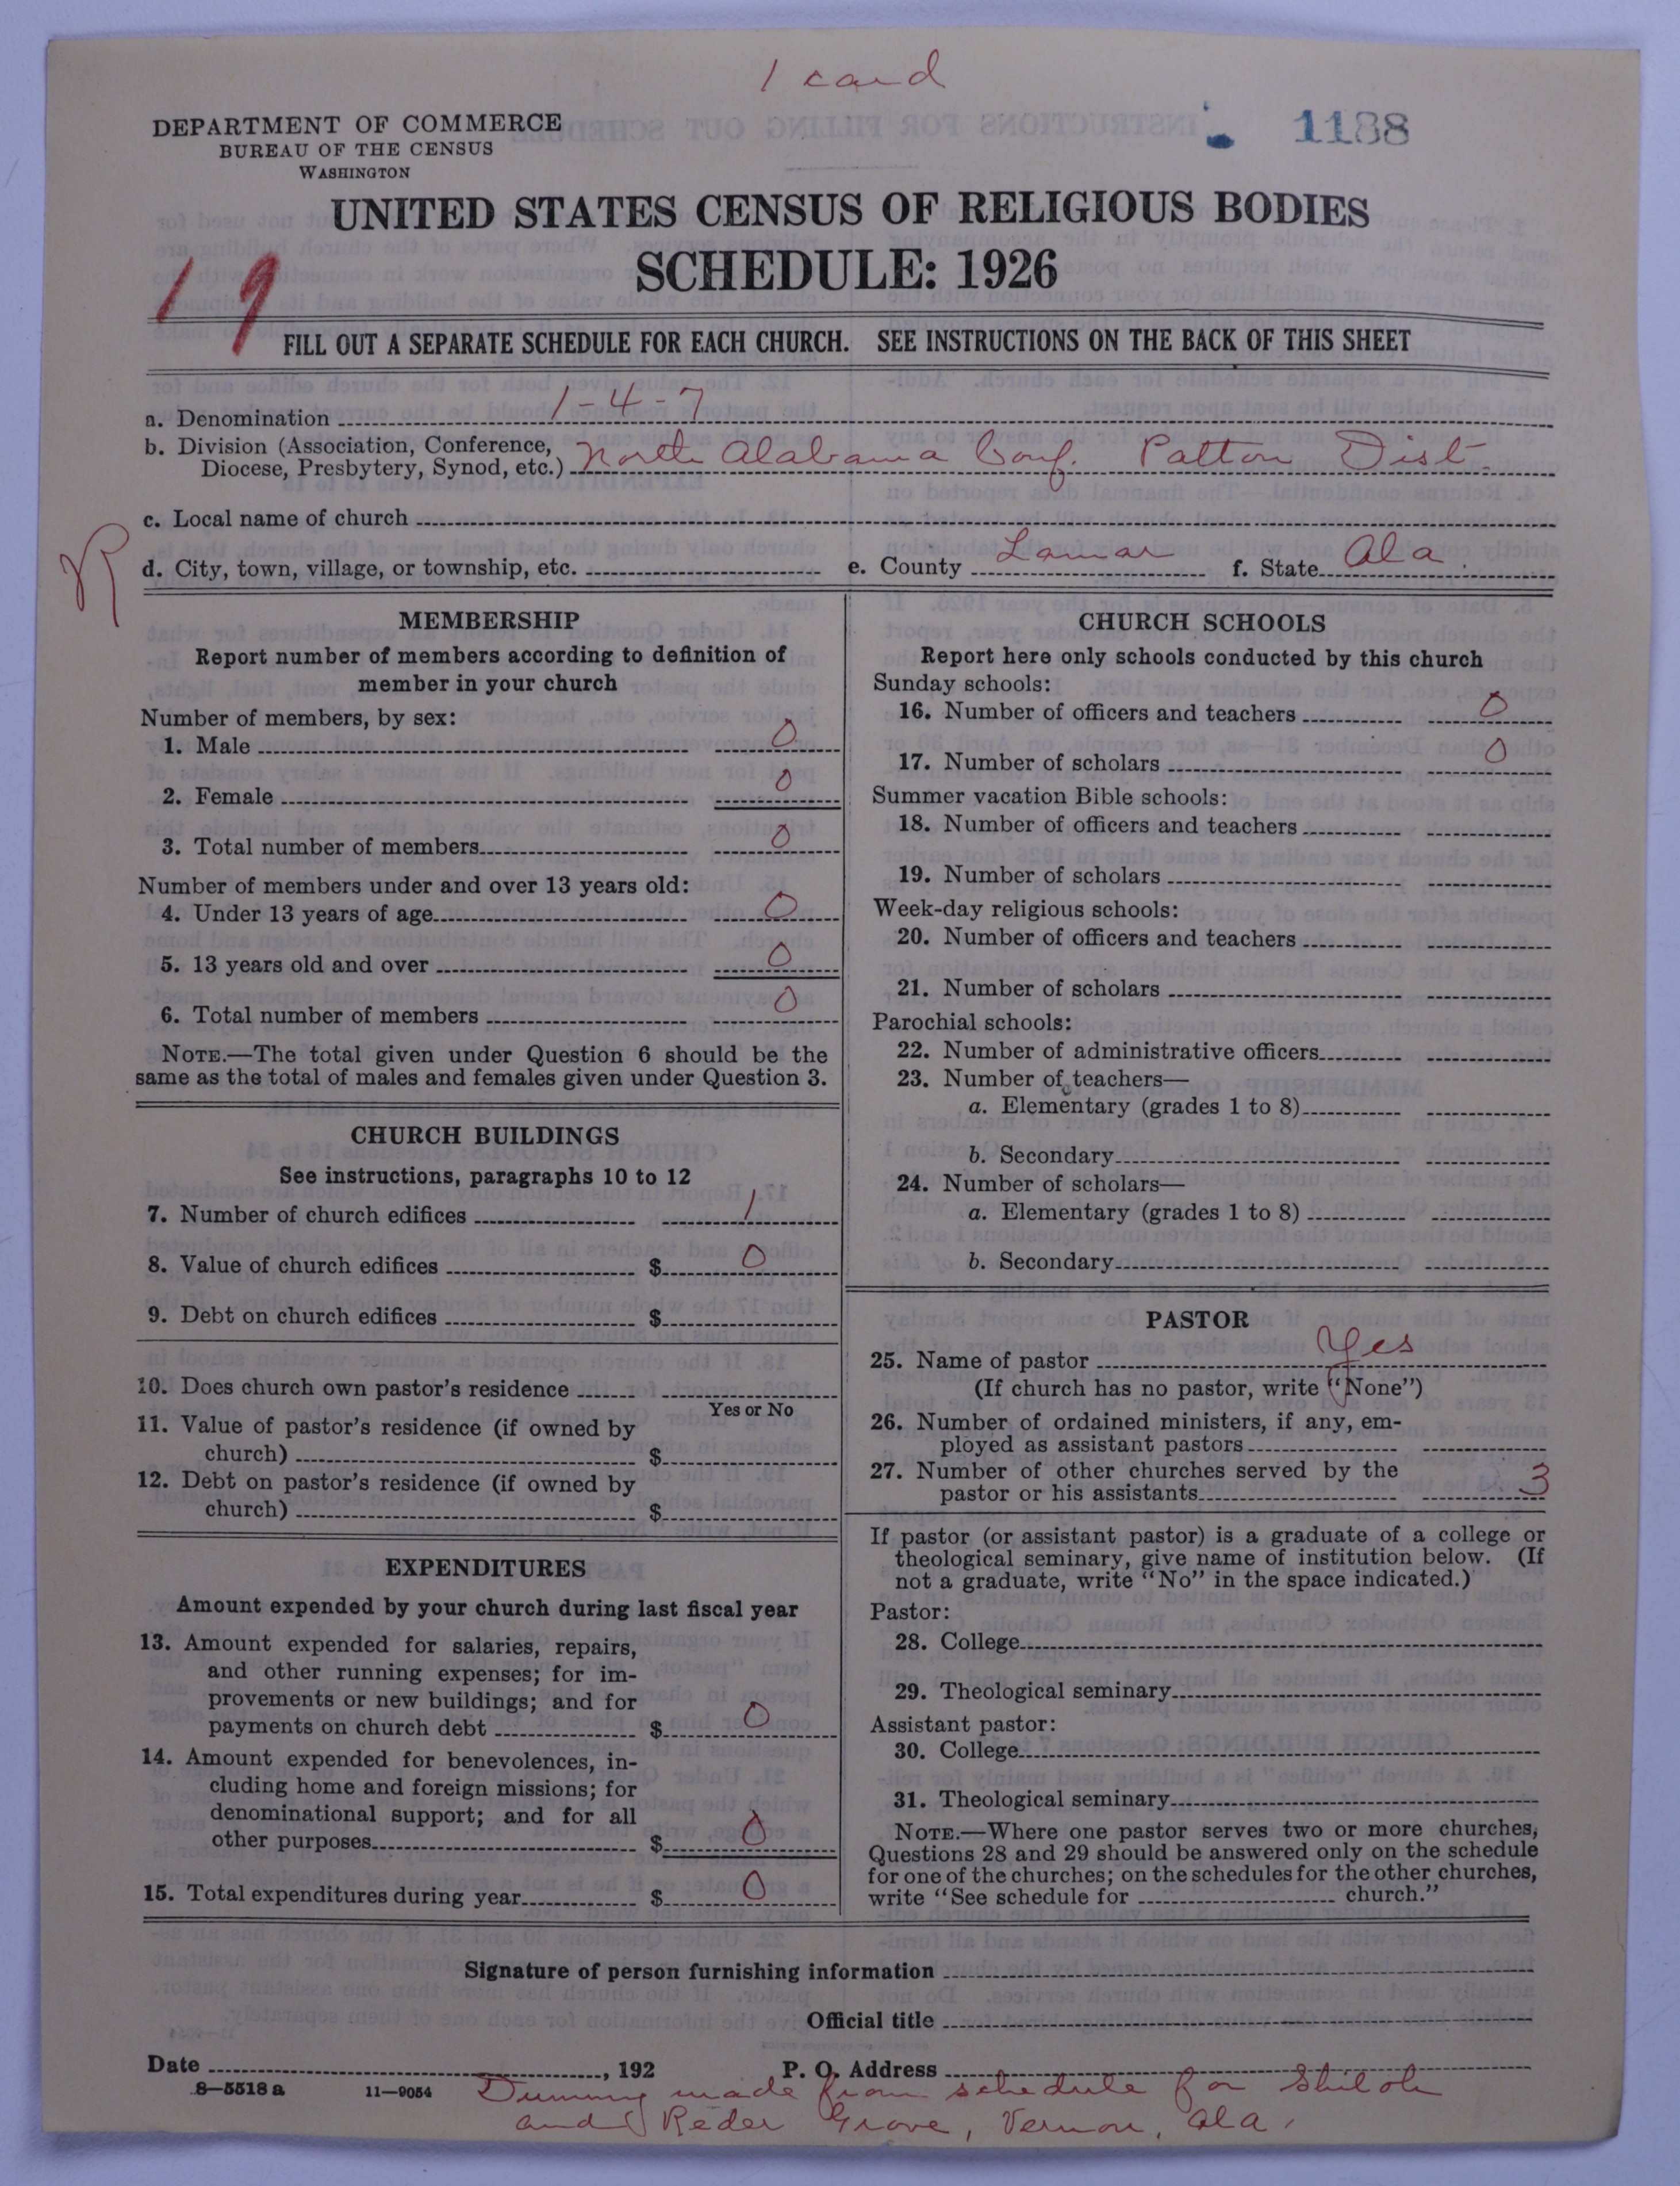 1 card
DEPARTMENT OF COMMERCE
BUREAU OF THE CENSUS
WASHINGTON
1188
UNITED STATES CENSUS OF RELIGIOUS BODIES
SCHEDULE: 1926
19
FILL OUT A SEPARATE SCHEDULE FOR EACH CHURCH. SEE INSTRUCTIONS ON THE BACK OF THIS SHEET
a. Denomination 1-4-7
b. Division (Association, Conference,
Diocese, Presbytery, Synod, etc.) North Alabama Conf. Patton Dist.
c. Local name of church
R
d. City, town, village, or township, etc. e. County Lamar f. State Ala
MEMBERSHIP
Report number of members according to definition of
member in your church
Number of members, by sex:
1. Male 0
2. Female 0
3. Total number of members 0
Number of members under and over 13 years old:
4. Under 13 years of age 0
5. 13 years old and over 0
6. Total number of members 0
NOTE.—The total given under Question 6 should be the
same as the total of males and females given under Question 3.
CHURCH BUILDINGS
See instructions, paragraphs 10 to 12
7. Number of church edifices 1
8. Value of church edifices $ 0
9. Debt on church edifices $
10. Does church own pastor's residence
Yes or No
11. Value of pastor's residence (if owned by
church) $
12. Debt on pastor's residence (if owned by
church) $
EXPENDITURES
Amount expended by your church during last fiscal year
13. Amount expended for salaries, repairs,
and other running expenses; for im-
provements or new buildings; and for
payments on church debt $ 0
14. Amount expended for benevolences, in-
cluding home and foreign missions; for
denominational support; and for all
other purposes $ 0
15. Total expenditures during year $ 0
CHURCH SCHOOLS
Report here only schools conducted by this church
Sunday schools:
16. Number of officers and teachers 0
17. Number of scholars 0
Summer vacation Bible schools:
18. Number of officers and teachers
19. Number of scholars
Week-day religious schools:
20. Number of officers and teachers
21. Number of scholars
Parochial schools:
22. Number of administrative officers
23. Number of teachers—
a. Elementary (grades 1 to 8)
b. Secondary
24. Number of scholars—
a. Elementary (grades 1 to 8)
b. Secondary
PASTOR
25. Name of pastor Yes
(If church has no pastor, write "None")
26. Number of ordained ministers, if any, em-
ployed as assistant pastors
27. Number of other churches served by the
pastor or his assistants 3
If pastor (or assistant pastor) is a graduate of a college or
theological seminary, give name of institution below. (If
not a graduate, write "No" in the space indicated.)
Pastor:
28. College
29. Theological seminary
Assistant pastor:
30. College
31. Theological seminary
NOTE.—Where one pastor serves two or more churches,
Questions 28 and 29 should be answered only on the schedule
for one of the churches; on the schedules for the other churches,
write "See schedule for church."
Signature of person furnishing information
Official title
Date , 192 P. O. Address
8—5518 a 11—9054
Dummy made from schedule for Shiloh
and Reder Grove, Vernon, Ala.